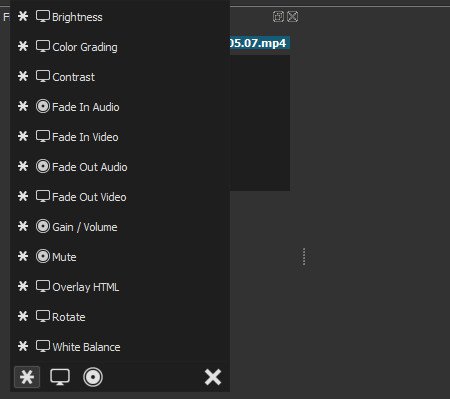 F
05.07.mp4
Brightness
Color Grading
Contrast
Fade In Audio
Fade In Video
Fade Out Audio
Fade Out Video
Gain / Volume
Mute
Overlay HTML
Rotate
White Balance